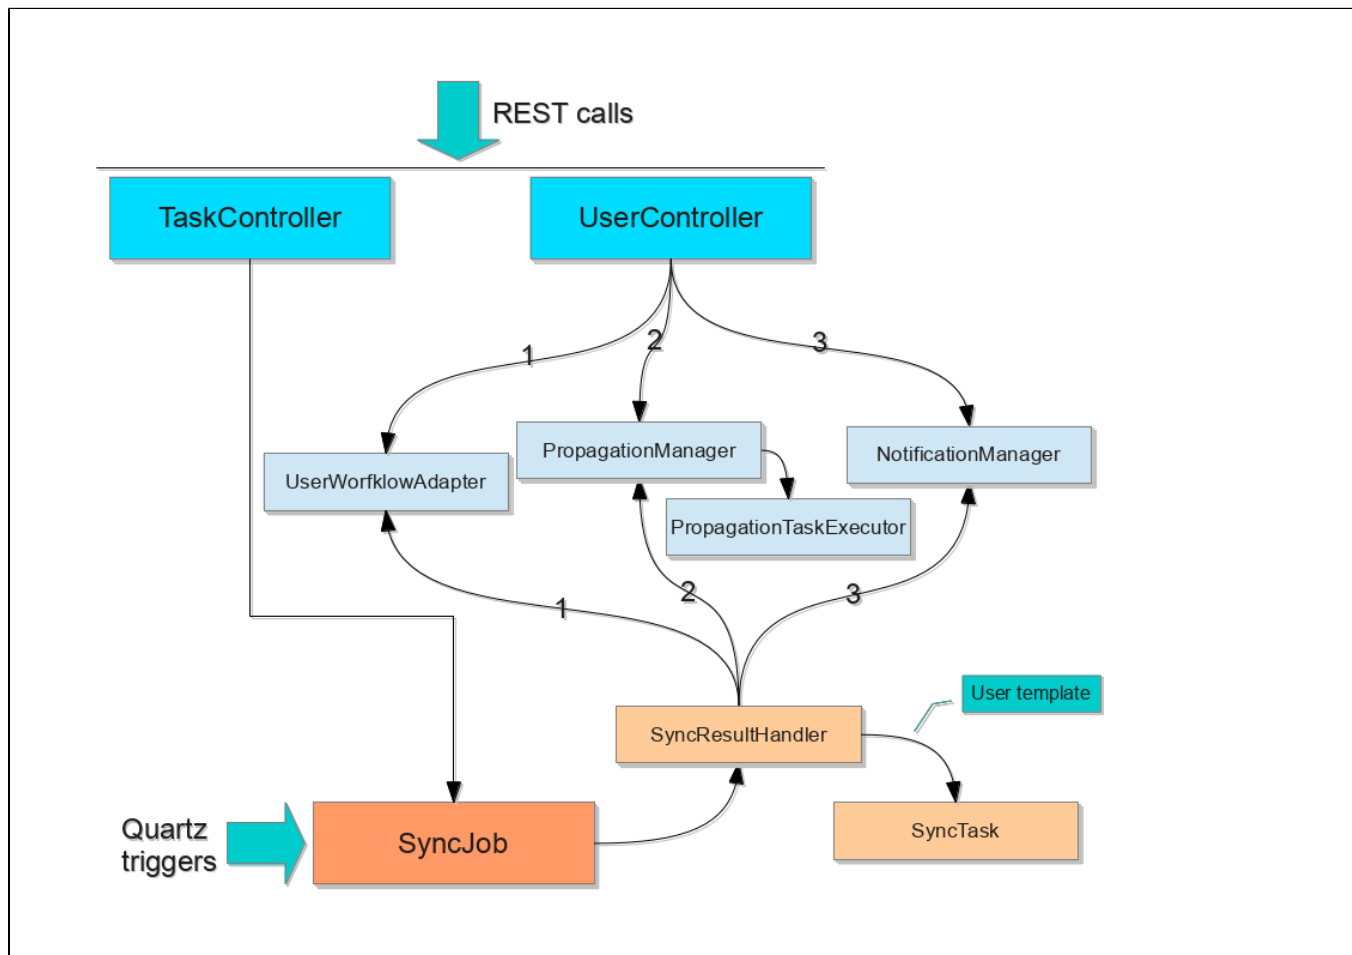 REST calls
TaskController
UserController
1
2
3
UserWorfklowAdapter
PropagationManager
NotificationManager
PropagationTaskExecutor
1
2
3
User template
SyncResultHandler
SyncTask
Quartz
triggers
SyncJob